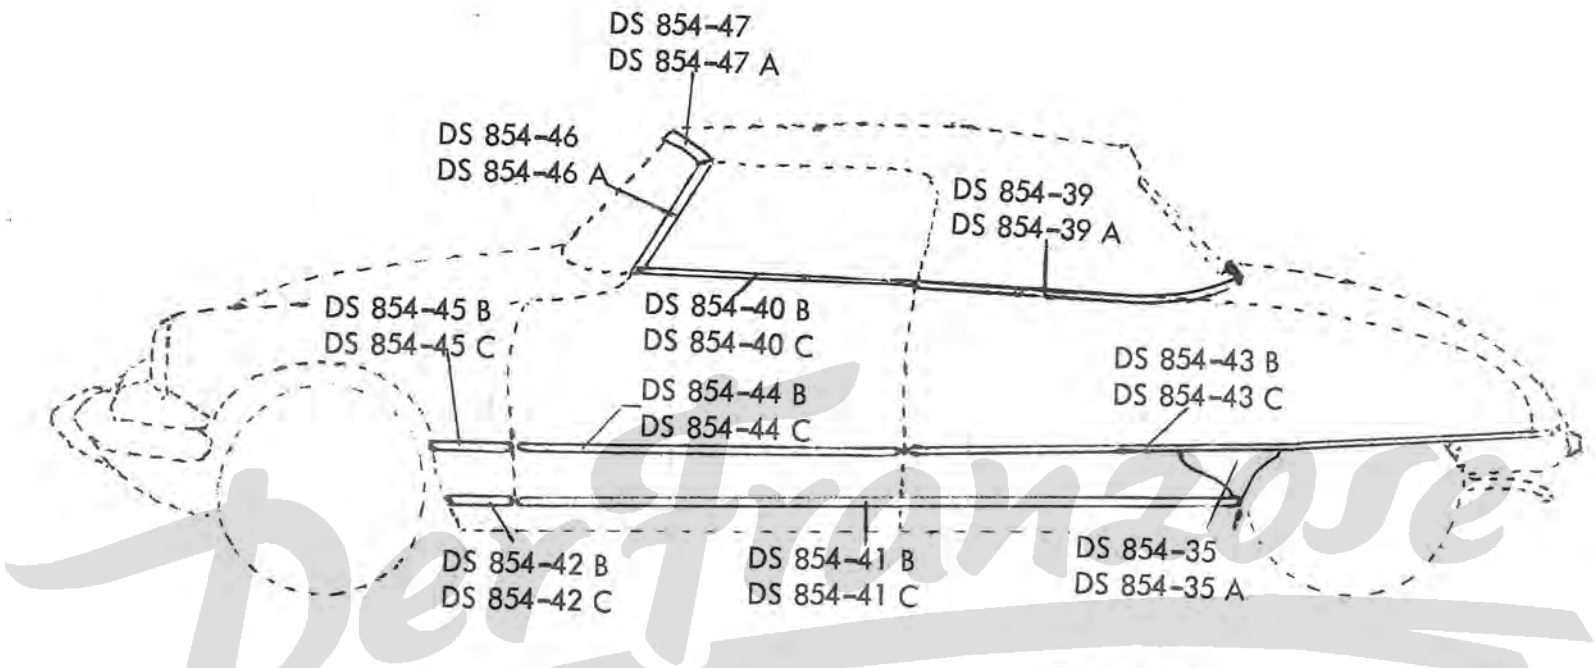 DS 854-47
DS 854-47 A
DS 854-46
DS 854-46 A
DS 854-39
DS 854-39 A
DS 854-45 B
DS 854-45 C
DS 854-40 B
DS 854-40 C
DS 854-43 B
DS 854-43 C
DS 854-44 B
DS 854-44 C
DS 854-42 B
DS 854-42 C
DS 854-41 B
DS 854-41 C
DS 854-35
DS 854-35 A
Der Franzose